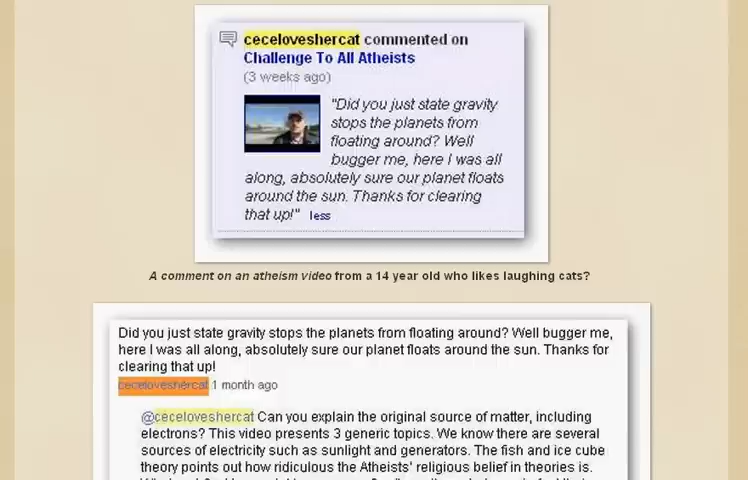 ceceloveshercat commented on
Challenge To All Atheists
(3 weeks ago)
"Did you just state gravity
stops the planets from
floating around? Well
bugger me, here I was all
along, absolutely sure our planet floats
around the sun. Thanks for clearing
that up!" less
A comment on an atheism video from a 14 year old who likes laughing cats?
Did you just state gravity stops the planets from floating around? Well bugger me,
here I was all along, absolutely sure our planet floats around the sun. Thanks for
clearing that up!
ceceloveshercat 1 month ago
@ceceloveshercat Can you explain the original source of matter, including
electrons? This video presents 3 generic topics. We know there are several
sources of electricity such as sunlight and generators. The fish and ice cube
theory points out how ridiculous the Atheists' religious belief in theories is.